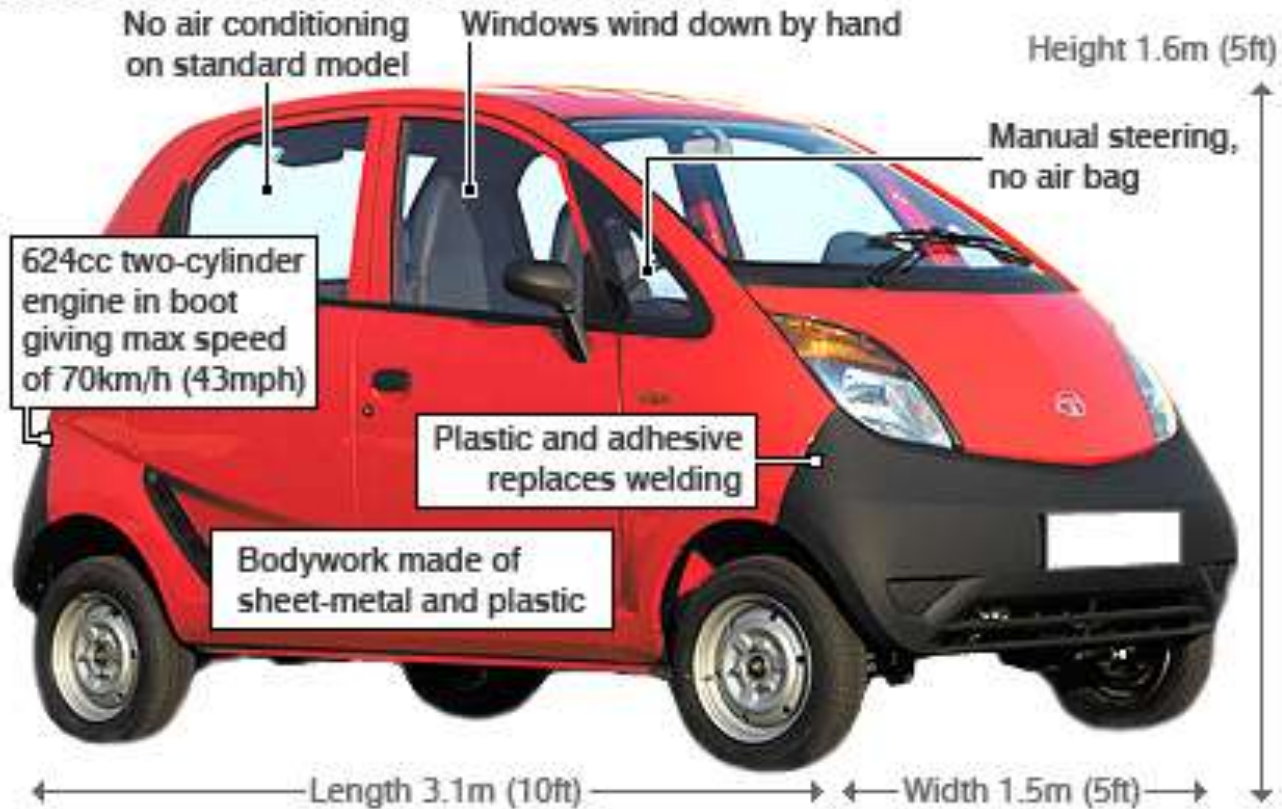 No air conditioning
on standard model
Windows wind down by hand
Height 1.6m (5ft)
Manual steering,
no air bag
624cc two-cylinder
engine in boot
giving max speed
of 70km/h (43mph)
Plastic and adhesive
replaces welding
Bodywork made of
sheet-metal and plastic
Length 3.1m (10ft)
Width 1.5m (5ft)